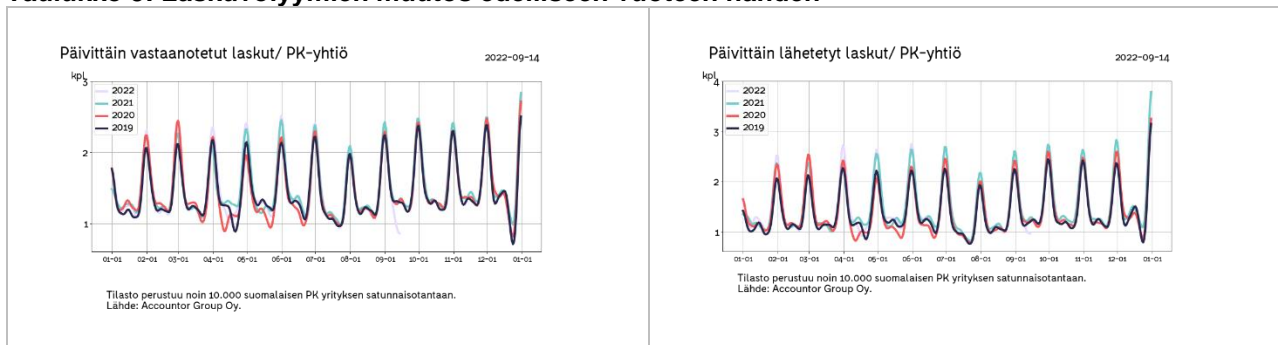 Päivittäin vastaanotetut laskut/ PK-yhtiö
2022-09-14
kpl
3
2
1
2022
2021
2020
2019
01-01 02-01 03-01 04-01 05-01 06-01 07-01 08-01 09-01 10-01 11-01 12-01 01-01
Tilasto perustuu noin 10.000 suomalaisen PK yrityksen satunnaisotantaan.
Lähde: Accountor Group Oy.
Päivittäin lähetetyt laskut/ PK-yhtiö
2022-09-14
kpl
4
3
2
1
2022
2021
2020
2019
01-01 02-01 03-01 04-01 05-01 06-01 07-01 08-01 09-01 10-01 11-01 12-01 01-01
Tilasto perustuu noin 10.000 suomalaisen PK yrityksen satunnaisotantaan.
Lähde: Accountor Group Oy.